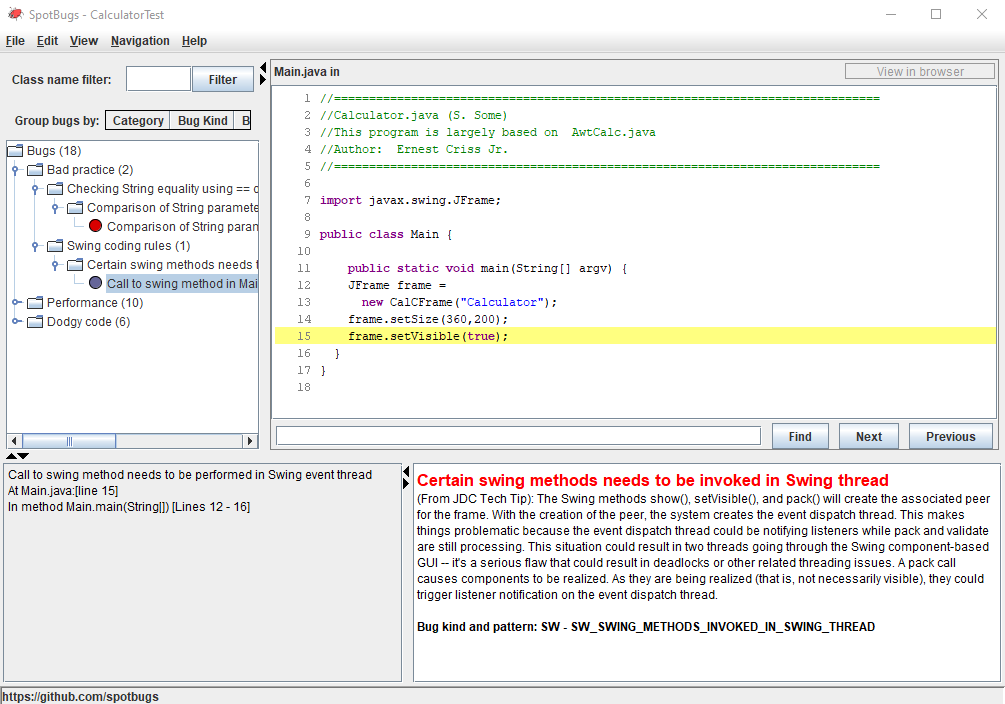 SpotBugs - CalculatorTest
File Edit View Navigation Help
Class name filter: Filter
Group bugs by: Category Bug Kind B
Bugs (18)
Bad practice (2)
Checking String equality using ==
Comparison of String paramete
Comparison of String paran
Swing coding rules (1)
Certain swing methods needs t
Call to swing method in Mai
Performance (10)
Dodgy code (6)
Main.java in
View in browser
1 //==============================================================================
2 //Calculator.java (S. Some)
3 //This program is largely based on  AwtCalc.java
4 //Author:  Ernest Criss Jr.
5 //==============================================================================
6
7 import javax.swing.JFrame;
8
9 public class Main {
10
11     public static void main(String[] argv) {
12     JFrame frame =
13       new CalCFrame("Calculator");
14     frame.setSize(360,200);
15     frame.setVisible(true);
16   }
17 }
18
Find Next Previous
Call to swing method needs to be performed in Swing event thread
At Main.java:[line 15]
In method Main.main(String[]) [Lines 12 - 16]
Certain swing methods needs to be invoked in Swing thread
(From JDC Tech Tip): The Swing methods show(), setVisible(), and pack() will create the associated peer
for the frame. With the creation of the peer, the system creates the event dispatch thread. This makes
things problematic because the event dispatch thread could be notifying listeners while pack and validate
are still processing. This situation could result in two threads going through the Swing component-based
GUI -- it's a serious flaw that could result in deadlocks or other related threading issues. A pack call
causes components to be realized. As they are being realized (that is, not necessarily visible), they could
trigger listener notification on the event dispatch thread.
Bug kind and pattern: SW - SW_SWING_METHODS_INVOKED_IN_SWING_THREAD
https://github.com/spotbugs